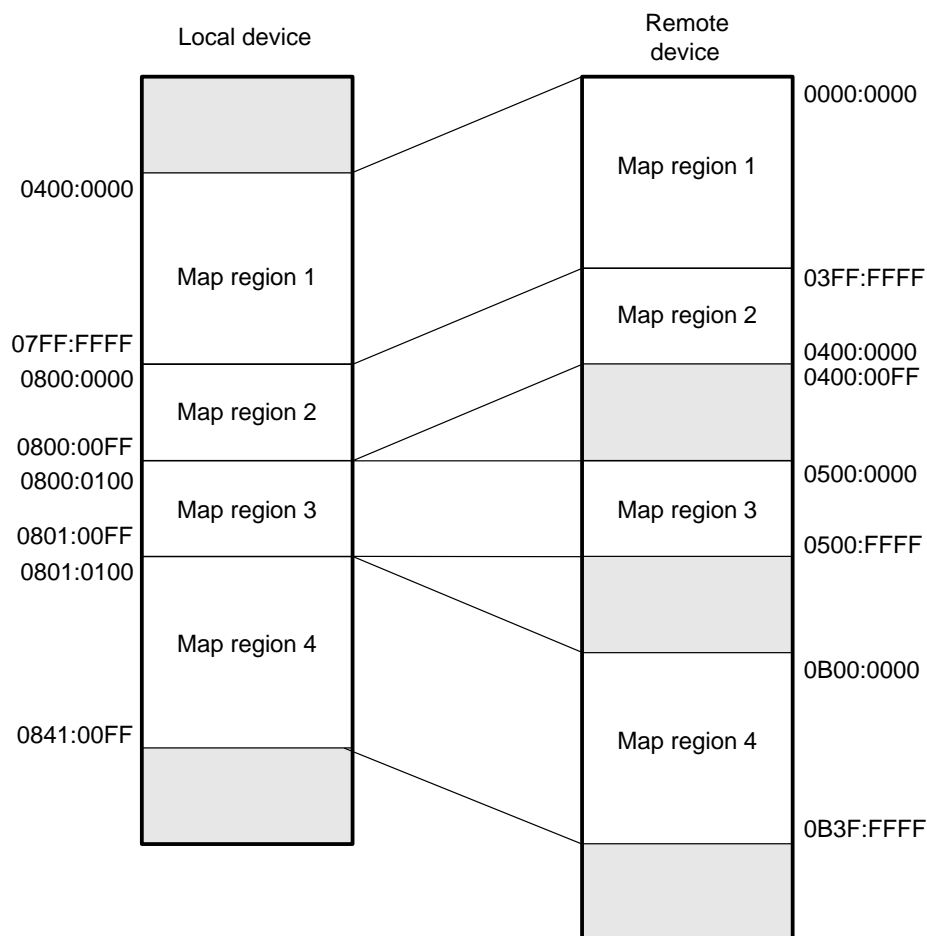 Local device
Remote
device
0400:0000
Map region 1
07FF:FFFF
0800:0000
Map region 2
0800:00FF
0800:0100
Map region 3
0801:00FF
0801:0100
Map region 4
0841:00FF
0000:0000
Map region 1
03FF:FFFF
Map region 2
0400:0000
0400:00FF
0500:0000
Map region 3
0500:FFFF
0B00:0000
Map region 4
0B3F:FFFF